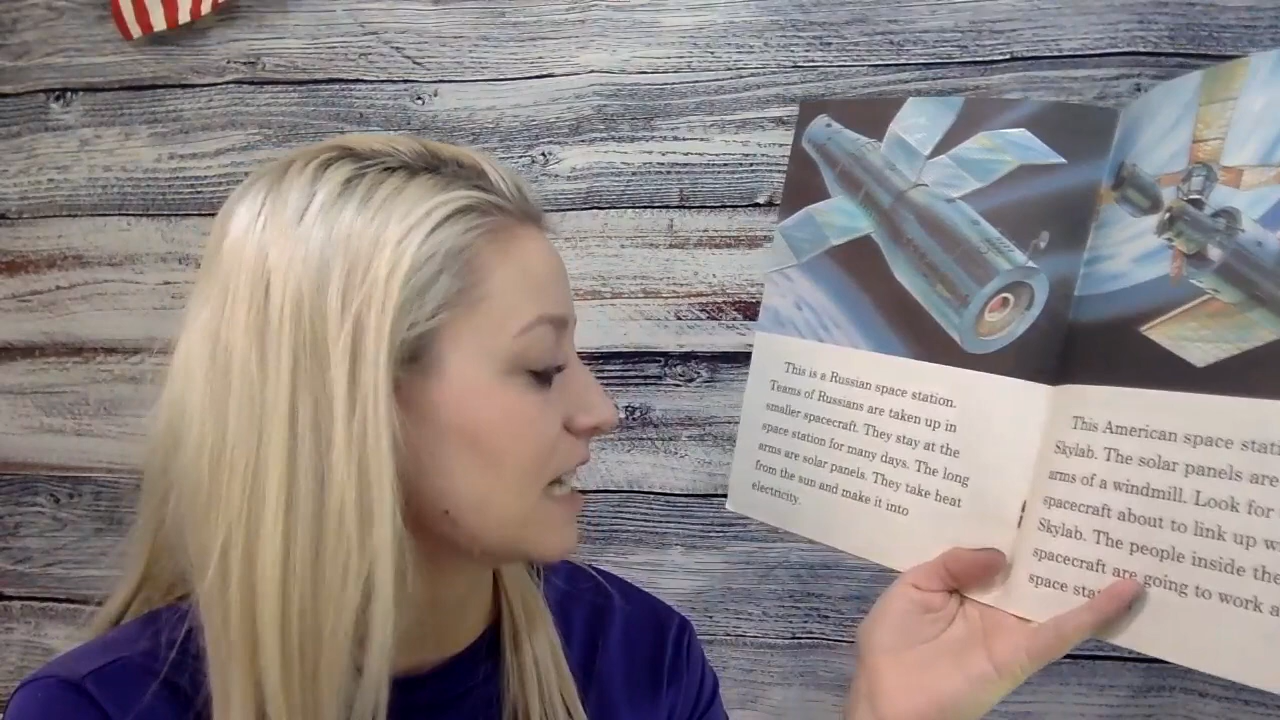 This is a Russian space station.
Teams of Russians are taken up in
smaller spacecraft. They stay at the
space station for many days. The long
arms are solar panels. They take heat
from the sun and make it into
electricity.
This American space
Skylab. The solar panels are
arms of a windmill. Look for
spacecraft about to link up
Skylab. The people inside
spacecraft are going to work
space